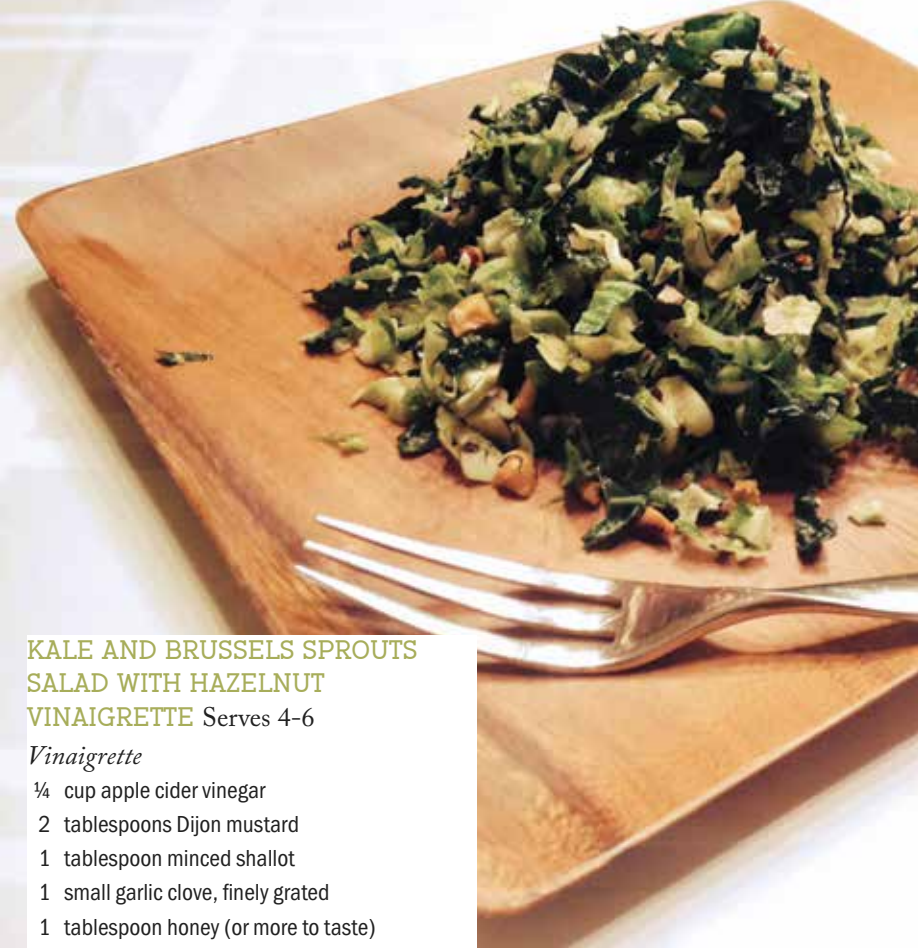 KALE AND BRUSSELS SPROUTS
SALAD WITH HAZELNUT
VINAIGRETTE Serves 4-6
Vinaigrette
¼ cup apple cider vinegar
2 tablespoons Dijon mustard
1 tablespoon minced shallot
1 small garlic clove, finely grated
1 tablespoon honey (or more to taste)